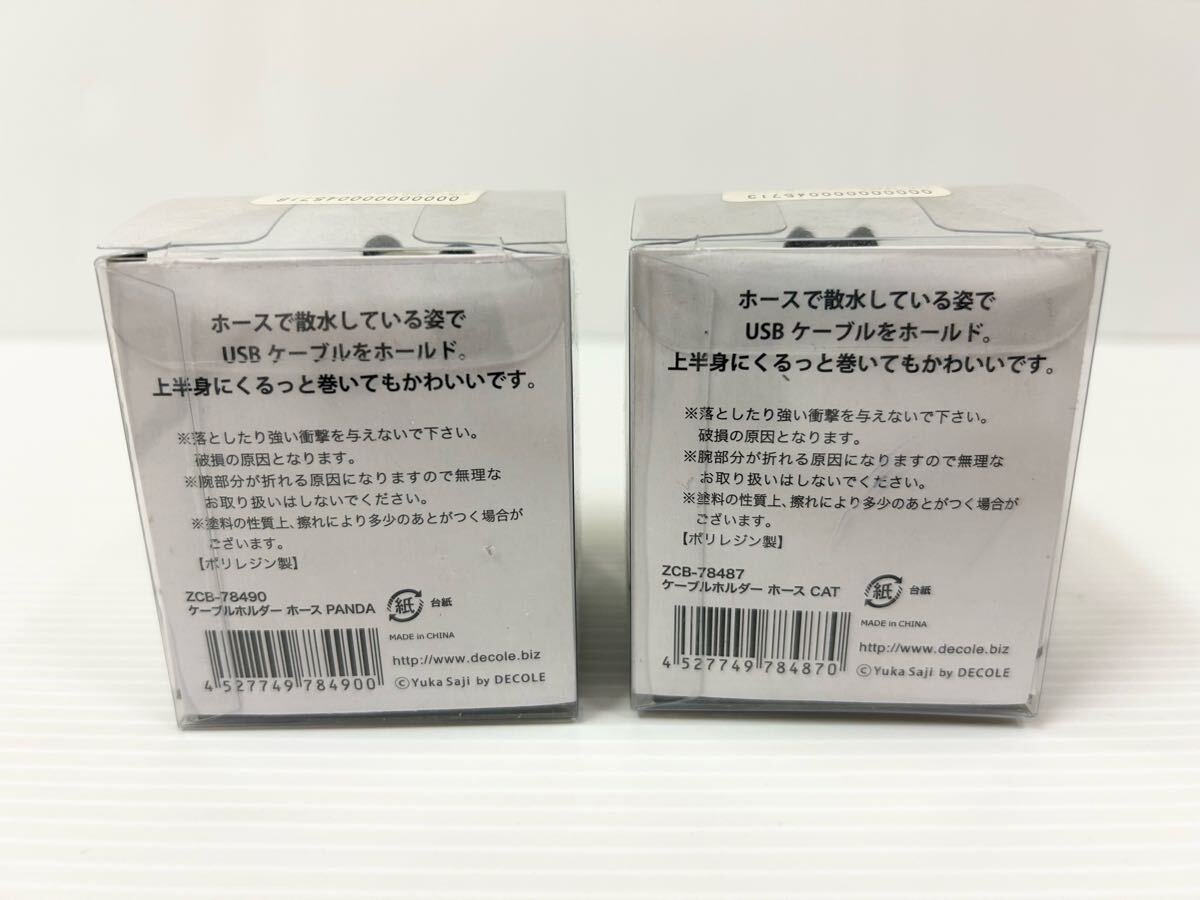 0000000000045718
ホースで散水している姿で
USB ケーブルをホールド。
上半身にくるっと巻いてもかわいいです。
※落としたり強い衝撃を与えないで下さい。
破損の原因となります。
※腕部分が折れる原因になりますので無理な
お取り扱いはしないでください。
※塗料の性質上、擦れにより多少のあとがつく場合が
ございます。
【ポリレジン製】
ZCB-78490
ケーブルホルダー ホース PANDA
紙 台紙
MADE in CHINA
http://www.decole.biz
©Yuka Saji by DECOLE
4 527749 784900
0000000000045713
ホースで散水している姿で
USB ケーブルをホールド。
上半身にくるっと巻いてもかわいいです。
※落としたり強い衝撃を与えないで下さい。
破損の原因となります。
※腕部分が折れる原因になりますので無理な
お取り扱いはしないでください。
※塗料の性質上、擦れにより多少のあとがつく場合が
ございます。
【ポリレジン製】
ZCB-78487
ケーブルホルダー ホース CAT
紙 台紙
MADE in CHINA
http://www.decole.biz
©Yuka Saji by DECOLE
4 527749 784870